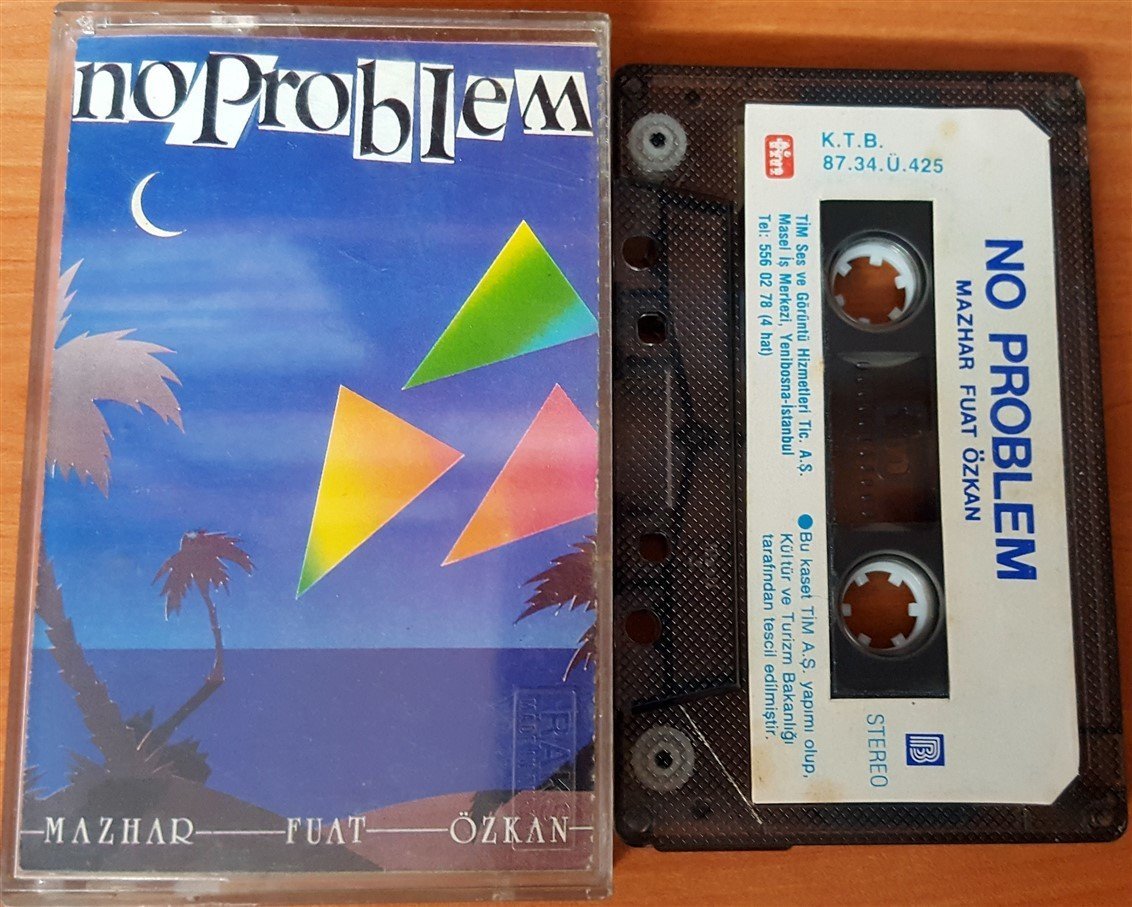 noproblem
MAZHAR FUAT ÖZKAN
RAKS
K.T.B.
87.34.Ü.425
NO PROBLEM
MAZHAR FUAT ÖZKAN
TİM Ses ve Görüntü Hizmetleri Tic. A.Ş.
Masel İş Merkezi, Yenibosna-İstanbul
Tel: 556 02 78 (4 hat)
Bu kaset TİM A.Ş. yapımı olup,
Kültür ve Turizm Bakanlığı
tarafından tescil edilmiştir.
B
STEREO